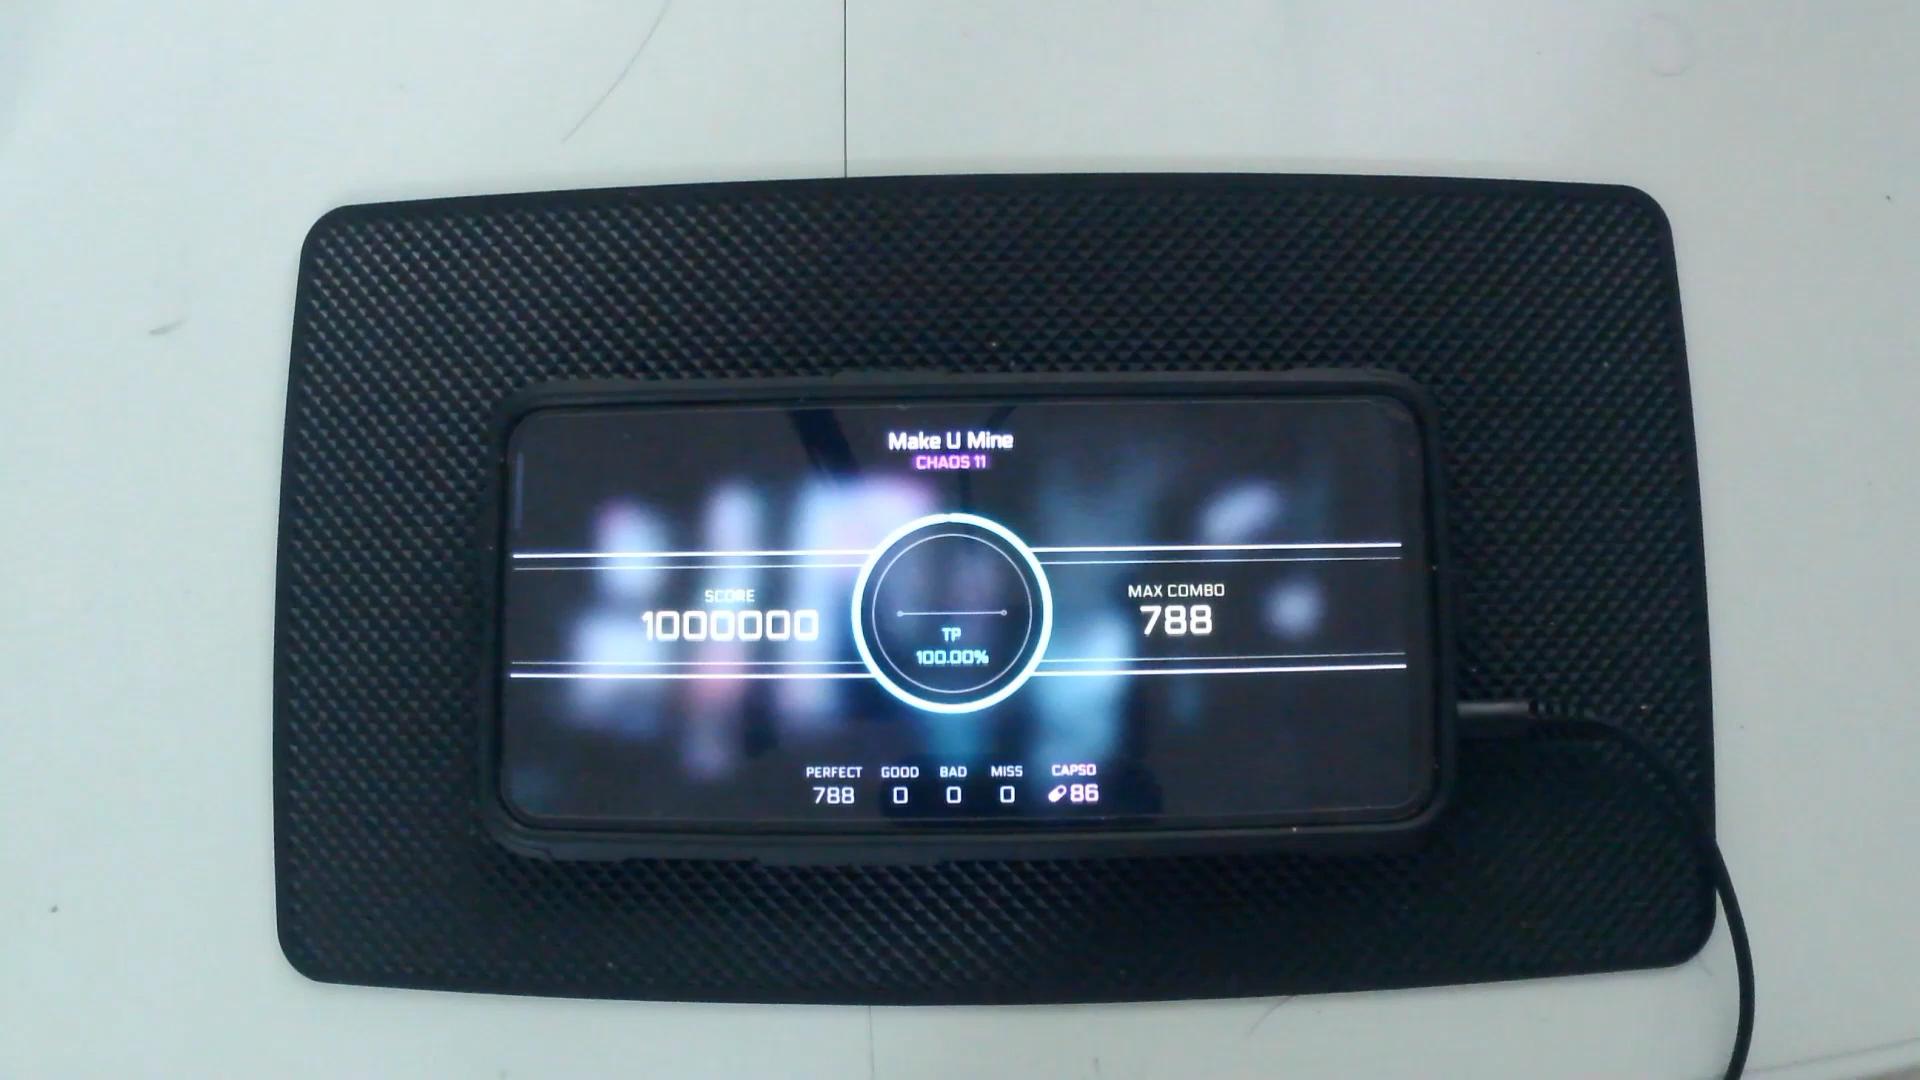 Make U Mine
CHAOS 11
SCORE
1000000
TP
100.00%
MAX COMBO
788
PERFECT GOOD BAD MISS CAPSO
788 0 0 0 86